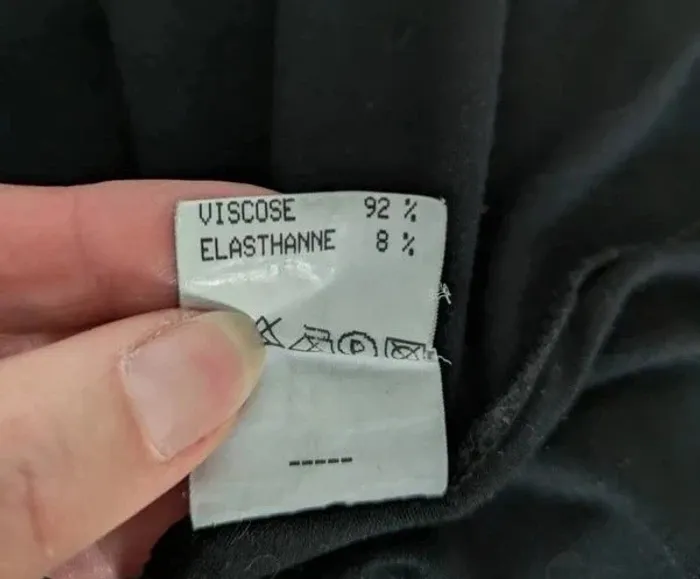 VISCOSE 92 %
ELASTHANNE 8 %
P
-----